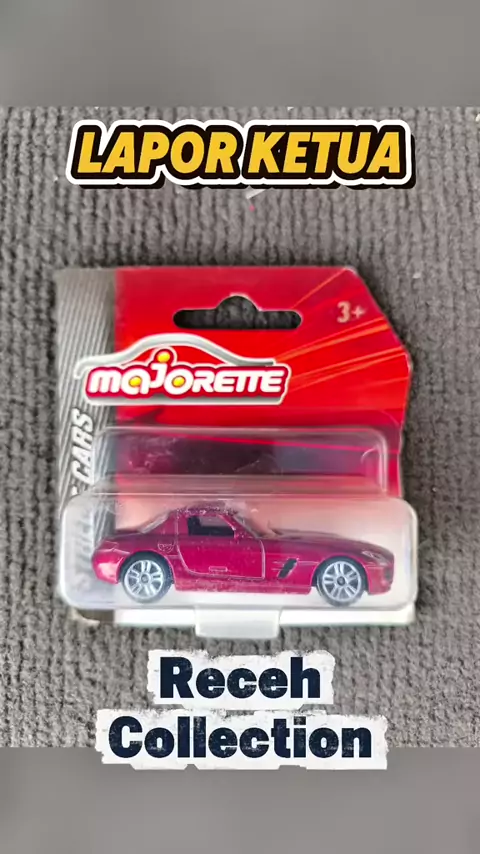 LAPOR KETUA
3+
majorette
CARS
Receh
Collection